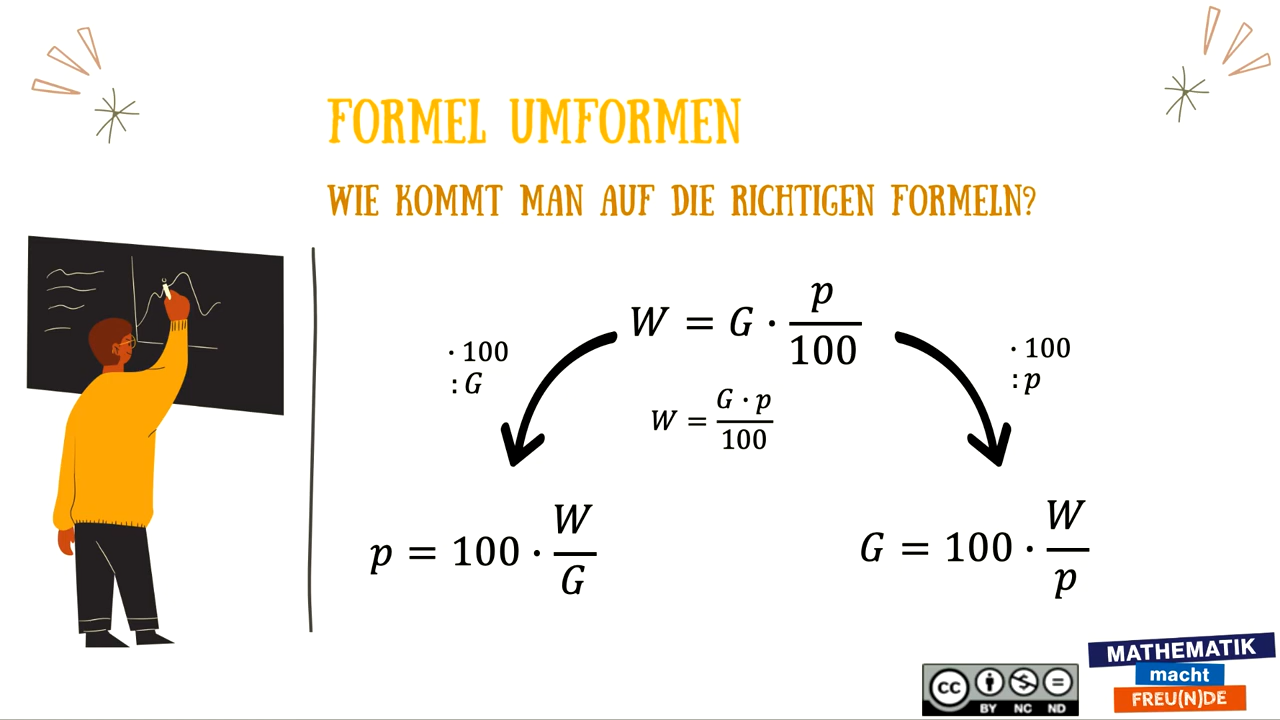 FORMEL UMFORMEN
WIE KOMMT MAN AUF DIE RICHTIGEN FORMELN?
W = G · p/100
· 100
: G
· 100
: p
W = G · p/100
p = 100 · W/G
G = 100 · W/p
cc BY NC ND
MATHEMATIK
macht
FREU(N)DE